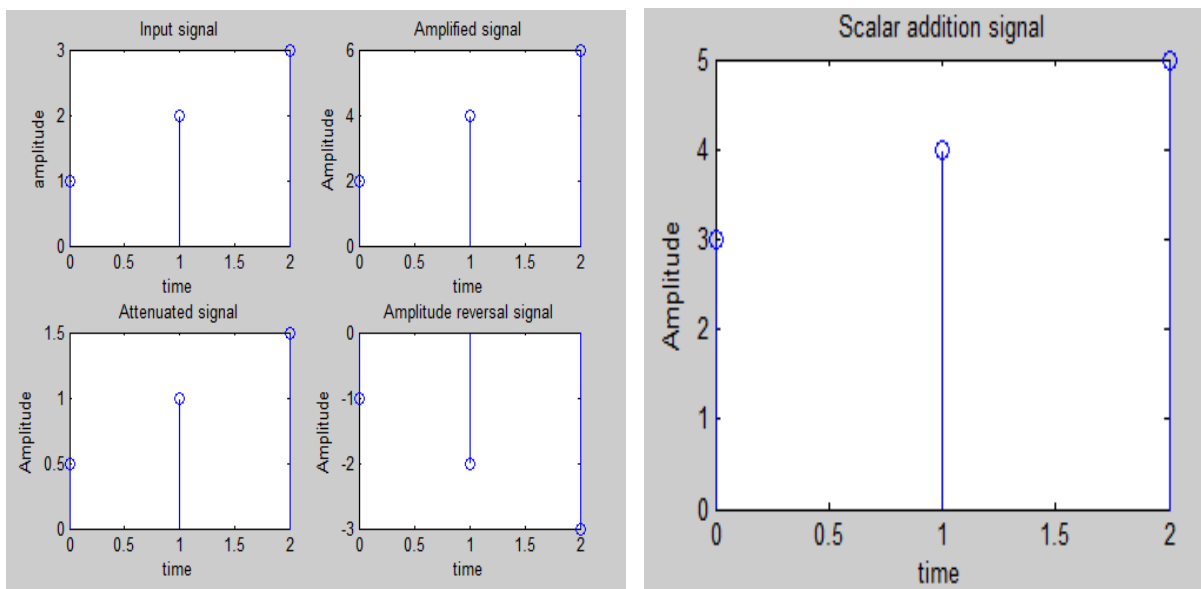 Input signal
3
2
1
0
amplitude
0 0.5 1 1.5 2
time
Amplified signal
6
4
2
0
Amplitude
0 0.5 1 1.5 2
time
Attenuated signal
1.5
1
0.5
0
Amplitude
0 0.5 1 1.5 2
time
Amplitude reversal signal
0
-1
-2
-3
Amplitude
0 0.5 1 1.5 2
time
Scalar addition signal
5
4
3
2
1
0
Amplitude
0 0.5 1 1.5 2
time